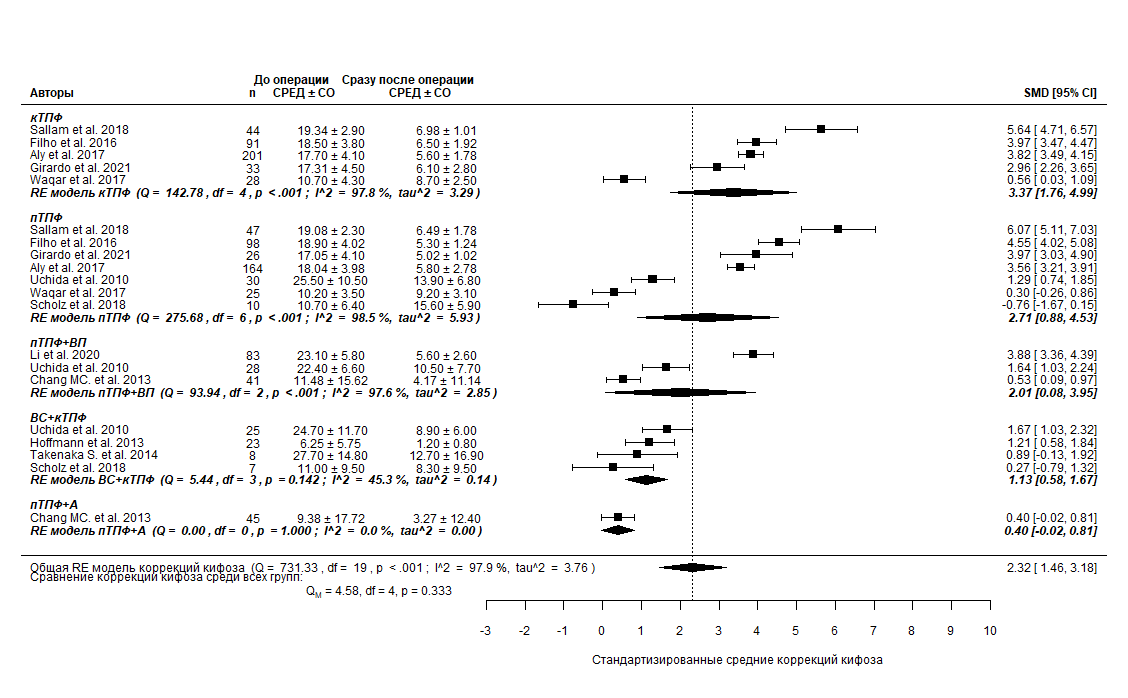 До операции Сразу после операции
Авторы n СРЕД ± СО СРЕД ± СО SMD [95% CI]
кТПФ
Sallam et al. 2018 44 19.34 ± 2.90 6.98 ± 1.01 5.64 [ 4.71, 6.57]
Filho et al. 2016 91 18.50 ± 3.80 6.50 ± 1.92 3.97 [ 3.47, 4.47]
Aly et al. 2017 201 17.70 ± 4.10 5.60 ± 1.78 3.82 [ 3.49, 4.15]
Girardo et al. 2021 33 17.31 ± 4.50 6.10 ± 2.80 2.96 [ 2.26, 3.65]
Waqar et al. 2017 28 10.70 ± 4.30 8.70 ± 2.50 0.56 [ 0.03, 1.09]
RE модель кТПФ (Q = 142.78 , df = 4 , p < .001 ; I^2 = 97.8 %, tau^2 = 3.29 ) 3.37 [1.76, 4.99]
пТПФ
Sallam et al. 2018 47 19.08 ± 2.30 6.49 ± 1.78 6.07 [ 5.11, 7.03]
Filho et al. 2016 98 18.90 ± 4.02 5.30 ± 1.24 4.55 [ 4.02, 5.08]
Girardo et al. 2021 26 17.05 ± 4.10 5.02 ± 1.02 3.97 [ 3.03, 4.90]
Aly et al. 2017 164 18.04 ± 3.98 5.80 ± 2.78 3.56 [ 3.21, 3.91]
Uchida et al. 2010 30 25.50 ± 10.50 13.90 ± 6.80 1.29 [ 0.74, 1.85]
Waqar et al. 2017 25 10.20 ± 3.50 9.20 ± 3.10 0.30 [-0.26, 0.86]
Scholz et al. 2018 10 10.70 ± 6.40 15.60 ± 5.90 -0.76 [-1.67, 0.15]
RE модель пТПФ (Q = 275.68 , df = 6 , p < .001 ; I^2 = 98.5 %, tau^2 = 5.93 ) 2.71 [0.88, 4.53]
пТПФ+ВП
Li et al. 2020 83 23.10 ± 5.80 5.60 ± 2.60 3.88 [ 3.36, 4.39]
Uchida et al. 2010 28 22.40 ± 6.60 10.50 ± 7.70 1.64 [ 1.03, 2.24]
Chang MC. et al. 2013 41 11.48 ± 15.62 4.17 ± 11.14 0.53 [ 0.09, 0.97]
RE модель пТПФ+ВП (Q = 93.94 , df = 2 , p < .001 ; I^2 = 97.6 %, tau^2 = 2.85 ) 2.01 [0.08, 3.95]
ВС+кТПФ
Uchida et al. 2010 25 24.70 ± 11.70 8.90 ± 6.00 1.67 [ 1.03, 2.32]
Hoffmann et al. 2013 23 6.25 ± 5.75 1.20 ± 0.80 1.21 [ 0.58, 1.84]
Takenaka S. et al. 2014 8 27.70 ± 14.80 12.70 ± 16.90 0.89 [-0.13, 1.92]
Scholz et al. 2018 7 11.00 ± 9.50 8.30 ± 9.50 0.27 [-0.79, 1.32]
RE модель ВС+кТПФ (Q = 5.44 , df = 3 , p = 0.142 ; I^2 = 45.3 %, tau^2 = 0.14 ) 1.13 [0.58, 1.67]
пТПФ+А
Chang MC. et al. 2013 45 9.38 ± 17.72 3.27 ± 12.40 0.40 [-0.02, 0.81]
RE модель пТПФ+А (Q = 0.00 , df = 0 , p = 1.000 ; I^2 = 0.0 %, tau^2 = 0.00 ) 0.40 [-0.02, 0.81]
Общая RE модель коррекций кифоза (Q = 731.33 , df = 19 , p < .001 ; I^2 = 97.9 %, tau^2 = 3.76 ) 2.32 [ 1.46, 3.18]
Сравнение коррекций кифоза среди всех групп:
Q_M = 4.58, df = 4, p = 0.333
-3 -2 -1 0 1 2 3 4 5 6 7 8 9 10
Стандартизированные средние коррекций кифоза